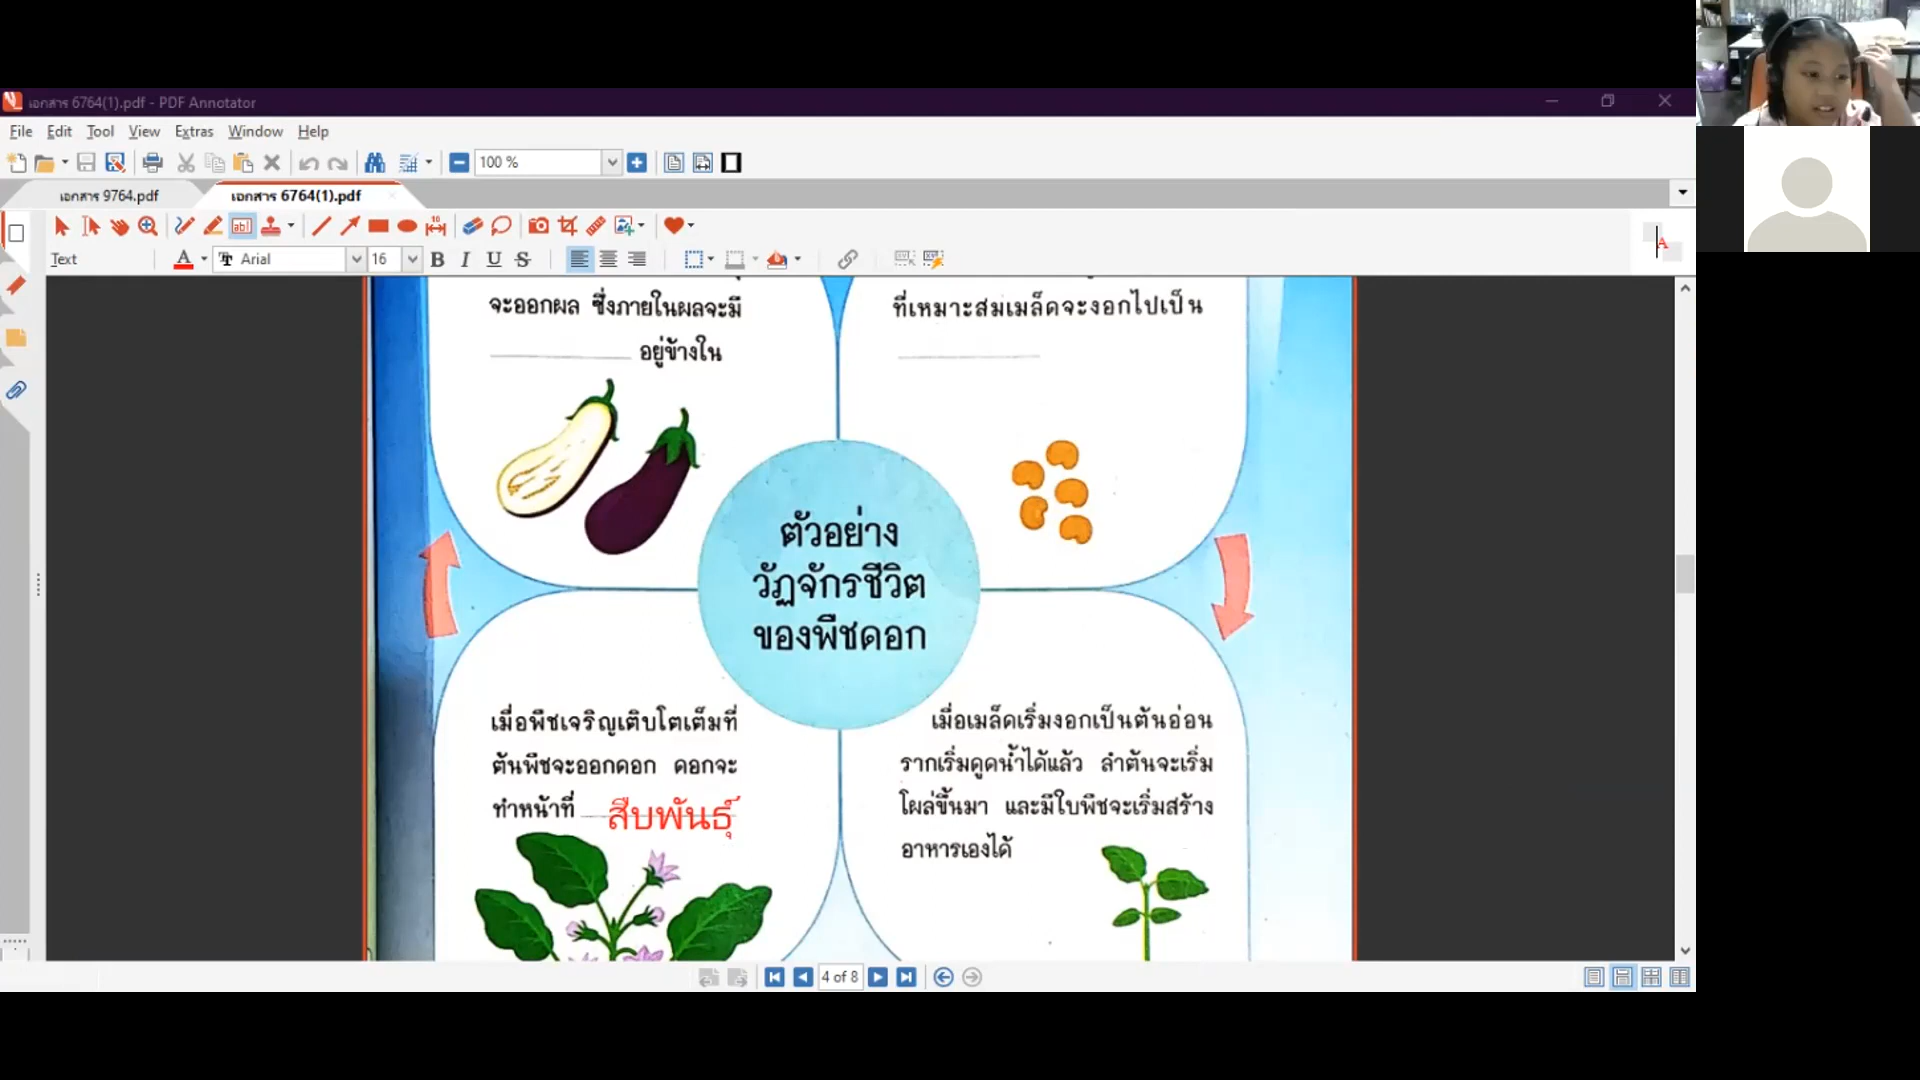 เอกสาร 6764(1).pdf - PDF Annotator
File Edit Tool View Extras Window Help
100 %
เอกสาร 9764.pdf
เอกสาร 6764(1).pdf
Text
A
Arial
16
B I U S
A
จะออกผล ซึ่งภายในผลจะมี
อยู่ข้างใน
ที่เหมาะสมเมล็ดจะงอกไปเป็น
ตัวอย่าง
วัฏจักรชีวิต
ของพืชดอก
เมื่อพืชเจริญเติบโตเต็มที่
ต้นพืชจะออกดอก ดอกจะ
ทำหน้าที่ สืบพันธุ์
เมื่อเมล็ดเริ่มงอกเป็นต้นอ่อน
รากเริ่มดูดน้ำได้แล้ว ลำต้นจะเริ่ม
โผล่ขึ้นมา และมีใบพืชจะเริ่มสร้าง
อาหารเองได้
4 of 8